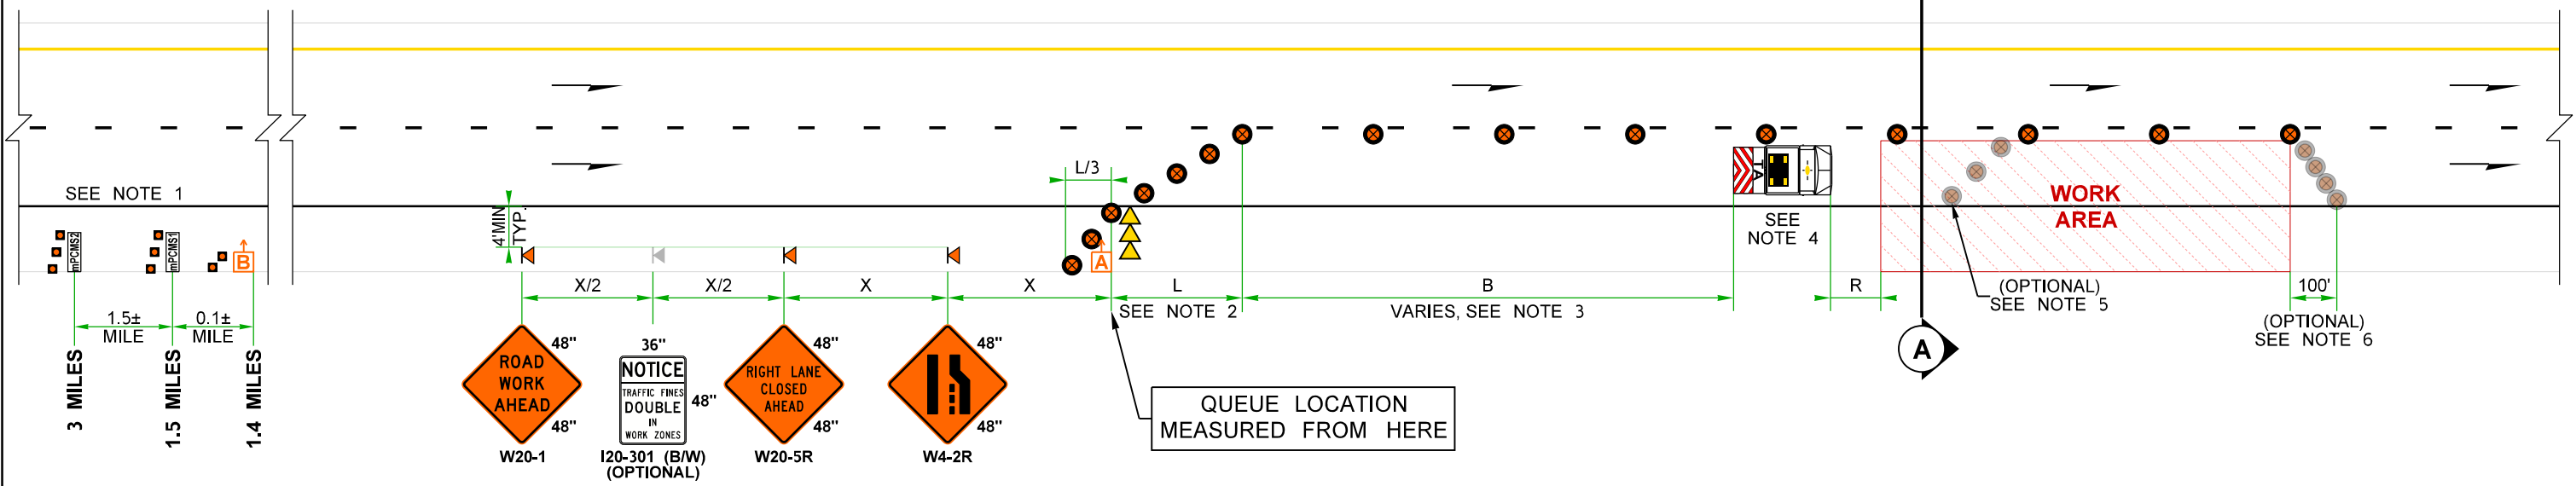 SEE NOTE 1
mPCMS2
mPCMS1
B
1.5±
MILE
0.1±
MILE
3 MILES
1.5 MILES
1.4 MILES
4'MIN
TYP.
X/2
X/2
X
X
L/3
A
L
SEE NOTE 2
B
VARIES, SEE NOTE 3
TA
SEE
NOTE 4
R
WORK
AREA
(OPTIONAL)
SEE NOTE 5
100'
(OPTIONAL)
SEE NOTE 6
A
ROAD
WORK
AHEAD
48"
48"
W20-1
36"
NOTICE
TRAFFIC FINES
DOUBLE
IN
WORK ZONES
48"
I20-301 (B/W)
(OPTIONAL)
RIGHT LANE
CLOSED
AHEAD
48"
48"
W20-5R
48"
48"
W4-2R
QUEUE LOCATION
MEASURED FROM HERE